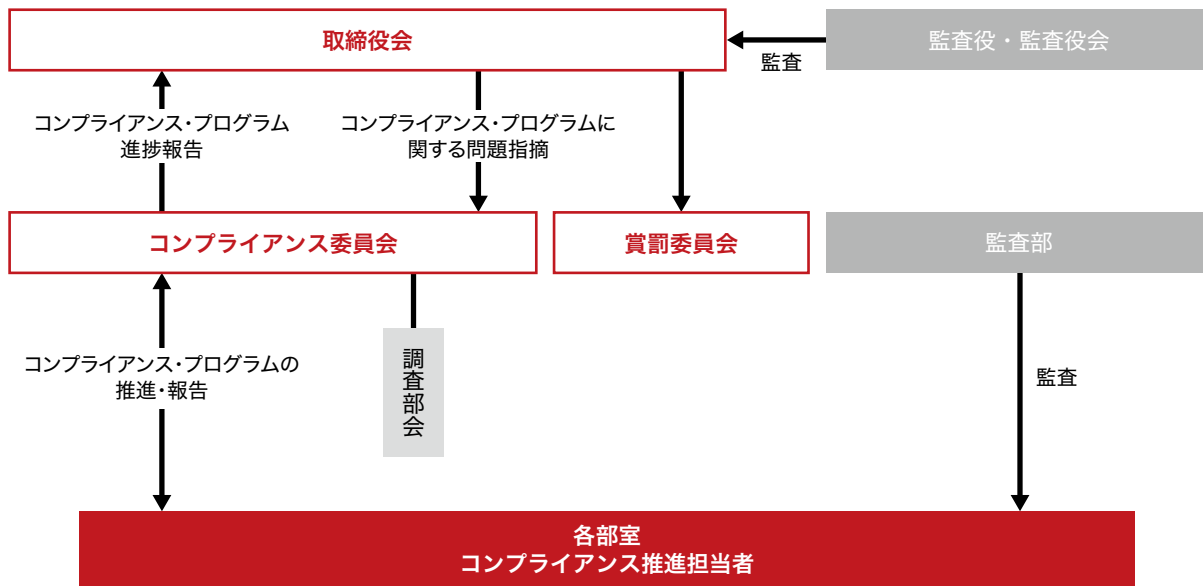 取締役会
監査役・監査役会
監査
コンプライアンス・プログラム
進捗報告
コンプライアンス・プログラムに
関する問題指摘
コンプライアンス委員会
賞罰委員会
監査部
コンプライアンス・プログラムの
推進・報告
調査部会
監査
各部室
コンプライアンス推進担当者